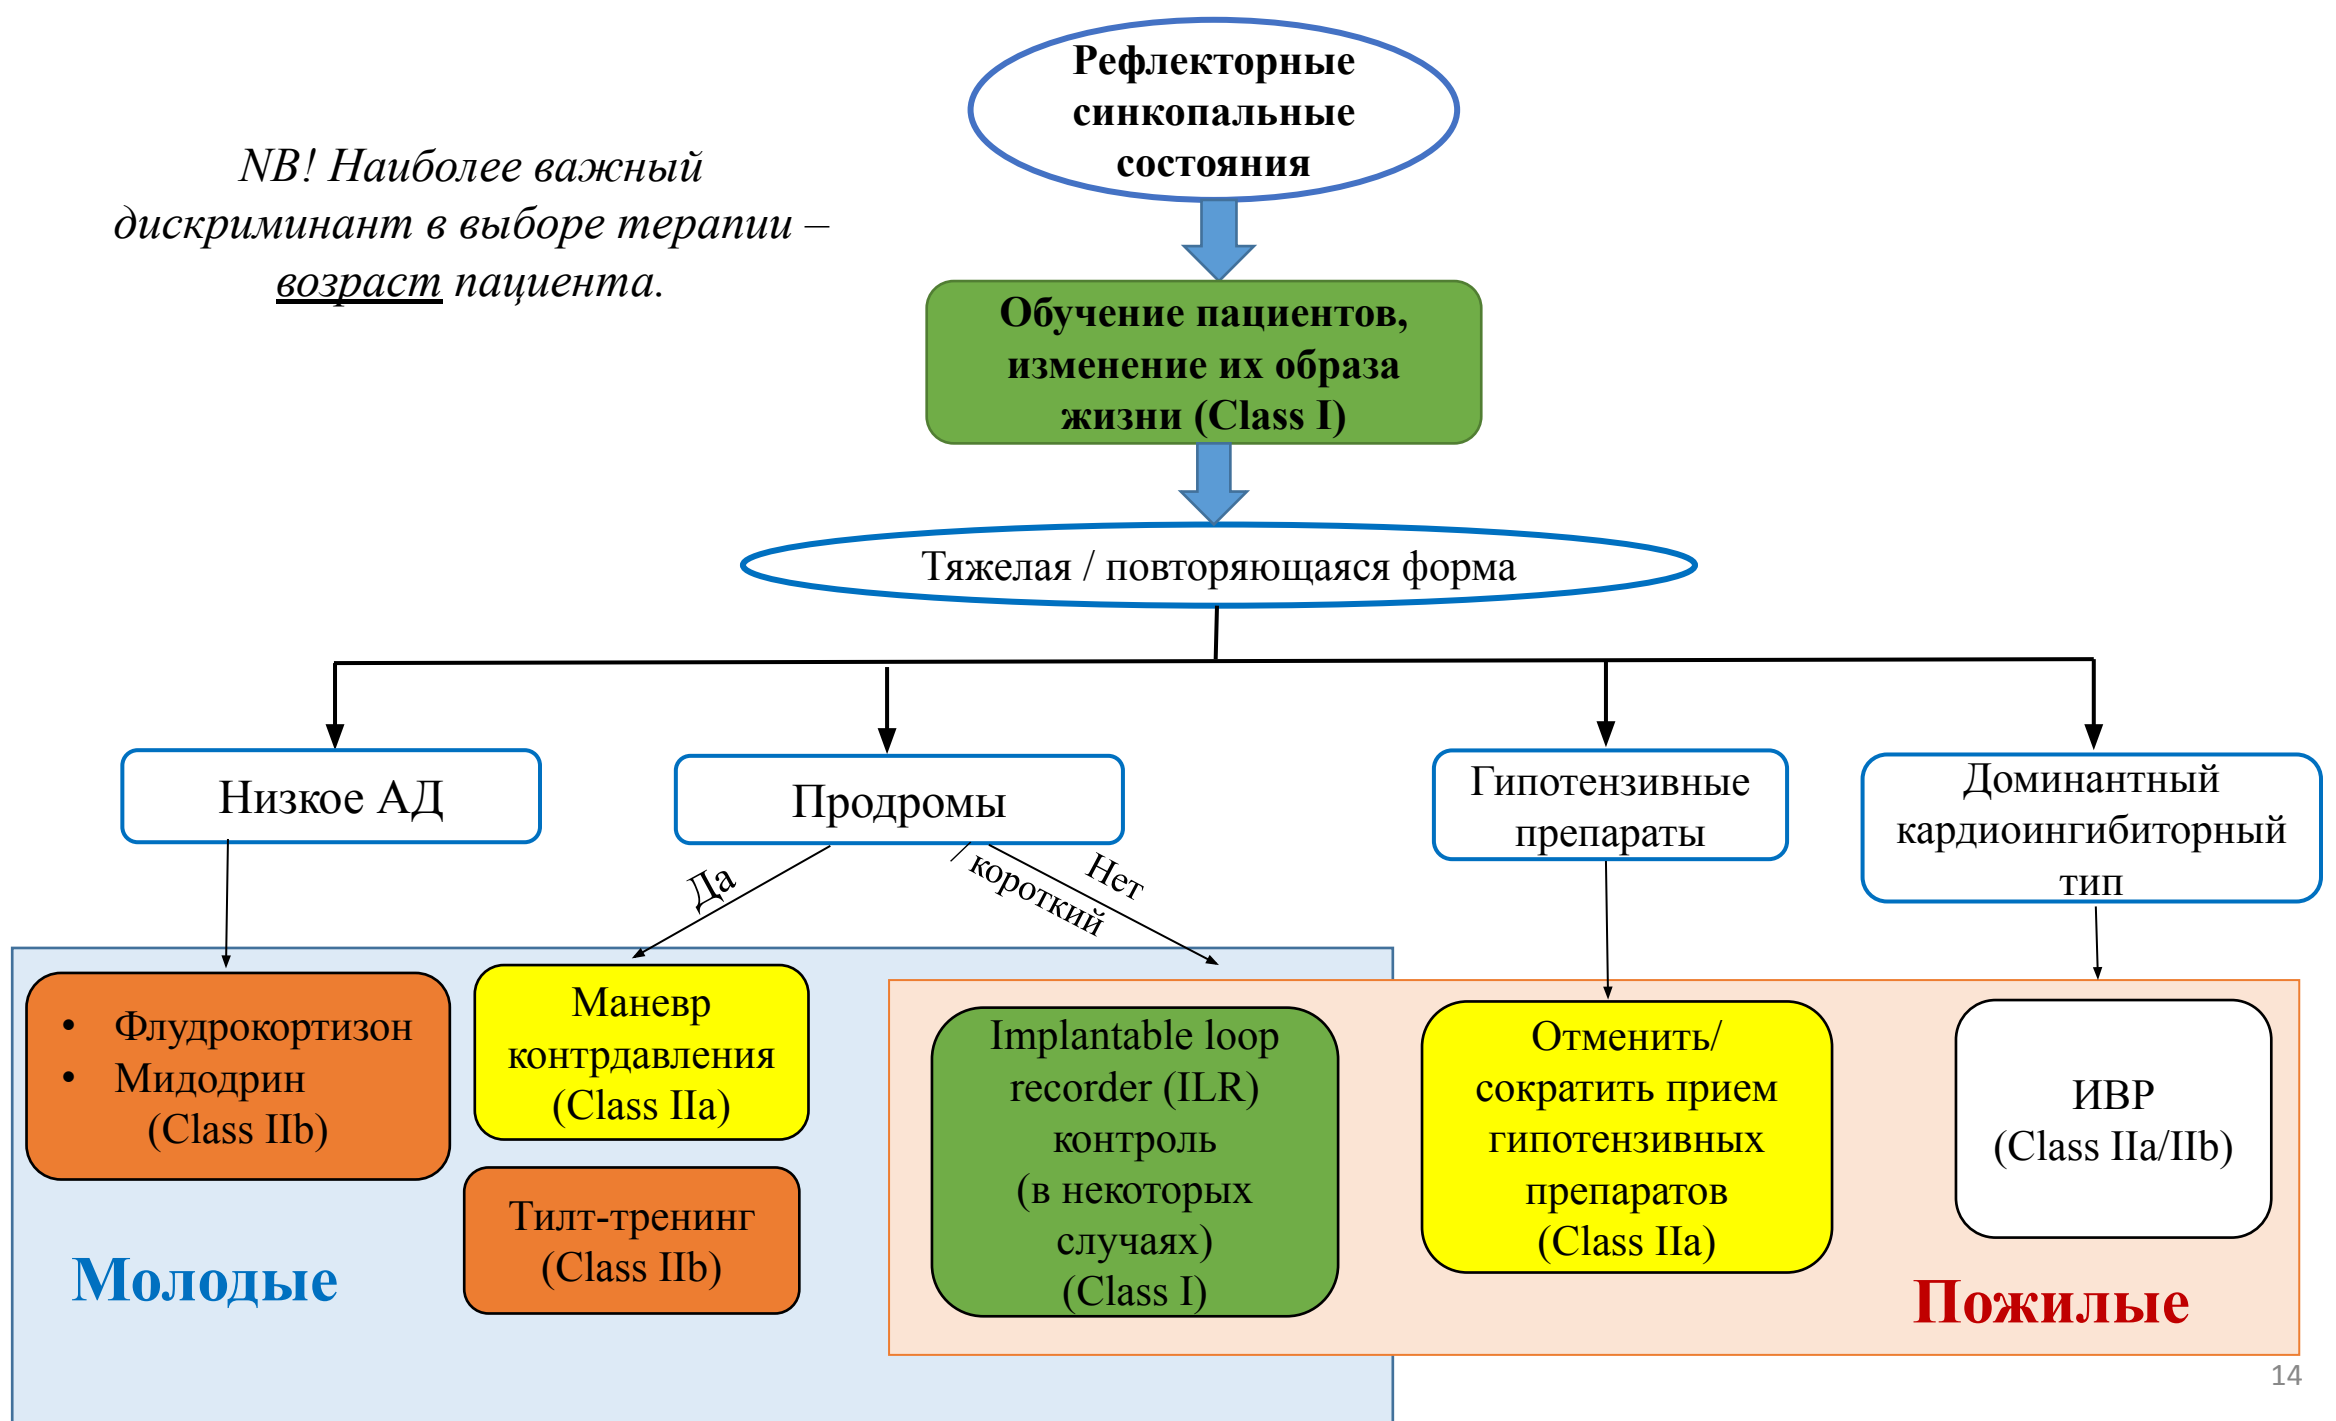 Рефлекторные
синкопальные
состояния
NB! Наиболее важный
дискриминант в выборе терапии –
возраст пациента.
Обучение пациентов,
изменение их образа
жизни (Class I)
Тяжелая / повторяющаяся форма
Низкое АД
Продромы
Гипотензивные
препараты
Доминантный
кардиоингибиторный
тип
Да
Нет
/ короткий
• Флудрокортизон
• Мидодрин
(Class IIb)
Маневр
контрдавления
(Class IIa)
Тилт-тренинг
(Class IIb)
Implantable loop
recorder (ILR)
контроль
(в некоторых
случаях)
(Class I)
Отменить/
сократить прием
гипотензивных
препаратов
(Class IIa)
ИВР
(Class IIa/IIb)
Молодые
Пожилые
14